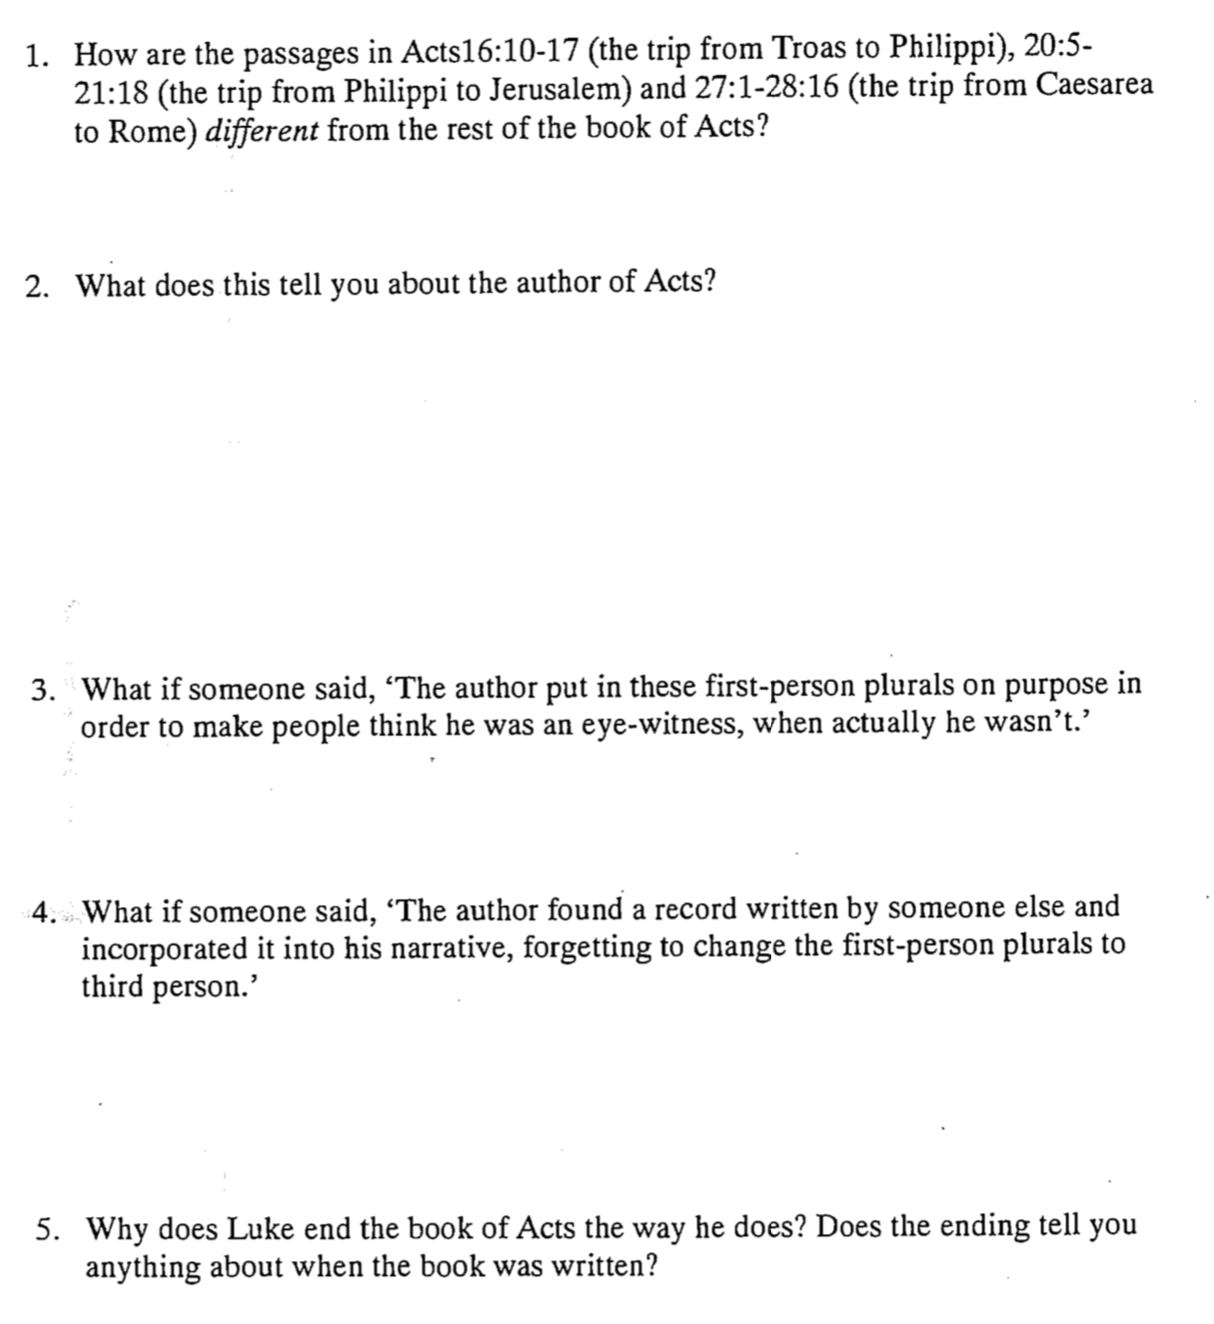 1. How are the passages in Acts16:10-17 (the trip from Troas to Philippi), 20:5-
21:18 (the trip from Philippi to Jerusalem) and 27:1-28:16 (the trip from Caesarea
to Rome) different from the rest of the book of Acts?
2. What does this tell you about the author of Acts?
3. What if someone said, ‘The author put in these first-person plurals on purpose in
order to make people think he was an eye-witness, when actually he wasn’t.’
4. What if someone said, ‘The author found a record written by someone else and
incorporated it into his narrative, forgetting to change the first-person plurals to
third person.’
5. Why does Luke end the book of Acts the way he does? Does the ending tell you
anything about when the book was written?